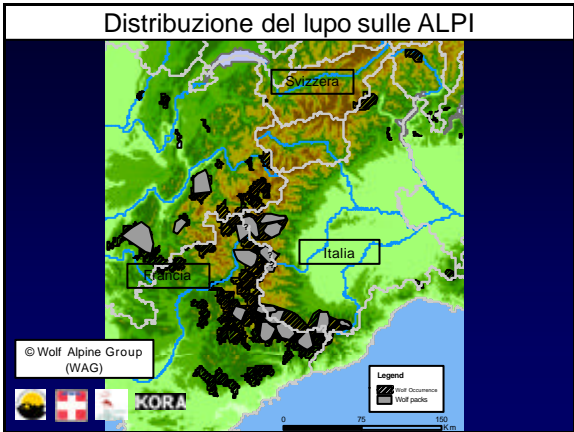 Distribuzione del lupo sulle ALPI
Svizzera
Italia
Francia
© Wolf Alpine Group
(WAG)
KORA
Legend
Wolf Occurrence
Wolf packs
0 75 150
Km